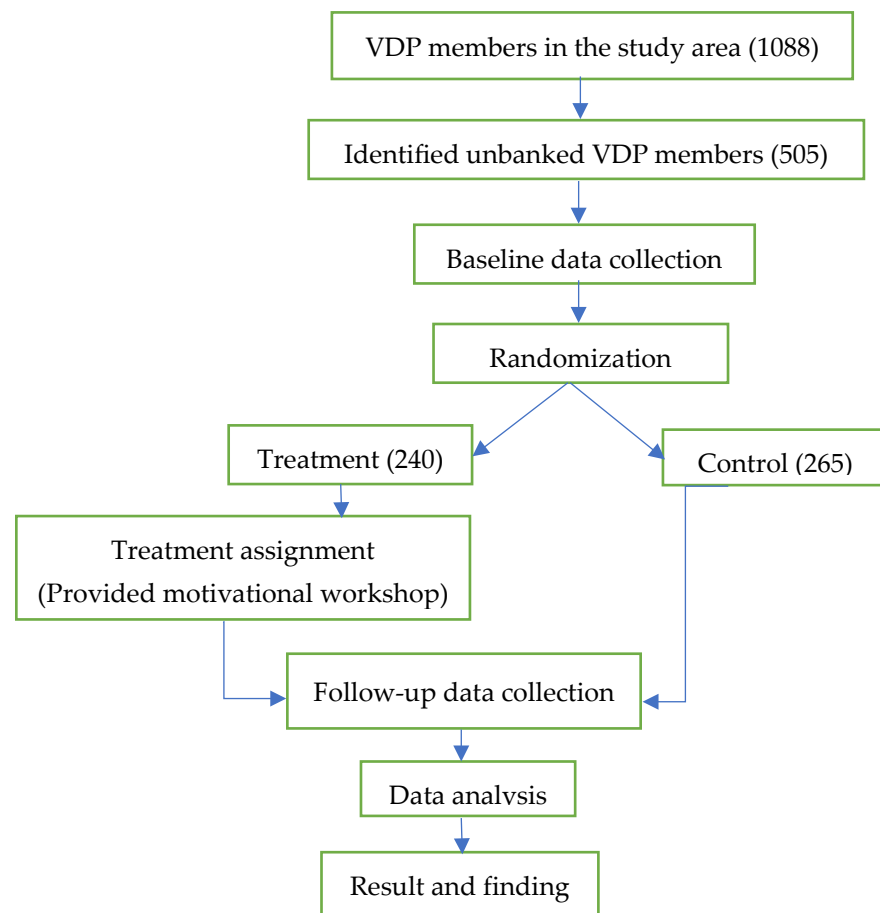 VDP members in the study area (1088)
Identified unbanked VDP members (505)
Baseline data collection
Randomization
Treatment (240)
Control (265)
Treatment assignment
(Provided motivational workshop)
Follow-up data collection
Data analysis
Result and finding